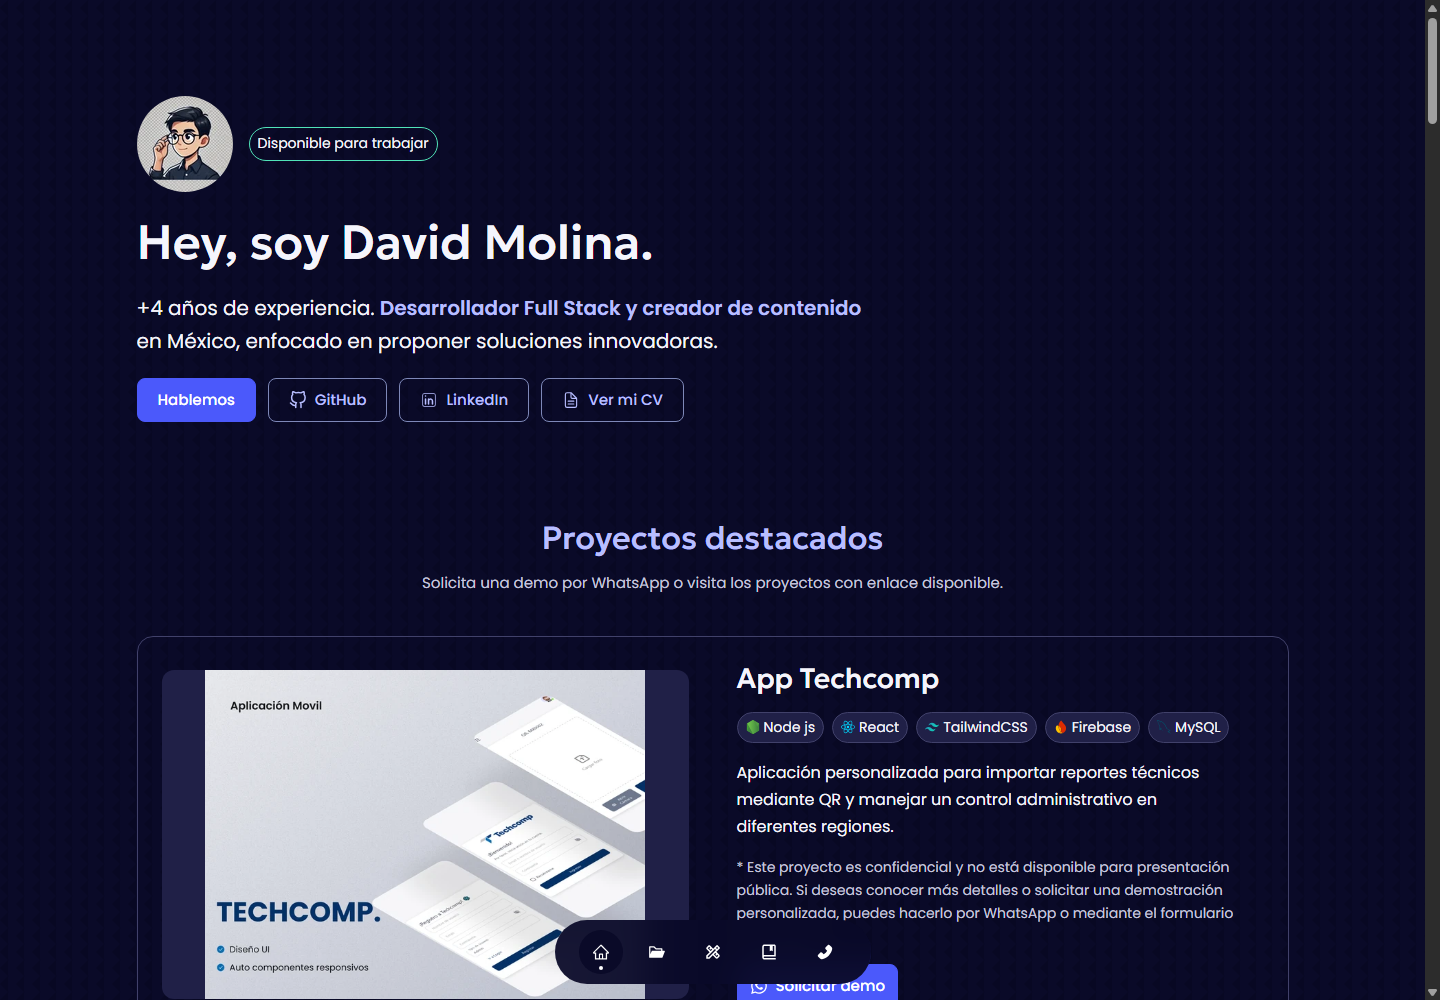 Disponible para trabajar
Hey, soy David Molina.
+4 años de experiencia. Desarrollador Full Stack y creador de contenido
en México, enfocado en proponer soluciones innovadoras.
Hablemos
GitHub
LinkedIn
Ver mi CV
Proyectos destacados
Solicita una demo por WhatsApp o visita los proyectos con enlace disponible.
Aplicación Movil
Techcomp
¡Bienvenido!
TECHCOMP.
Diseño UI
Auto componentes responsivos
App Techcomp
Node js
React
TailwindCSS
Firebase
MySQL
Aplicación personalizada para importar reportes técnicos
mediante QR y manejar un control administrativo en
diferentes regiones.
* Este proyecto es confidencial y no está disponible para presentación
pública. Si deseas conocer más detalles o solicitar una demostración
personalizada, puedes hacerlo por WhatsApp o mediante el formulario
Solicitar demo